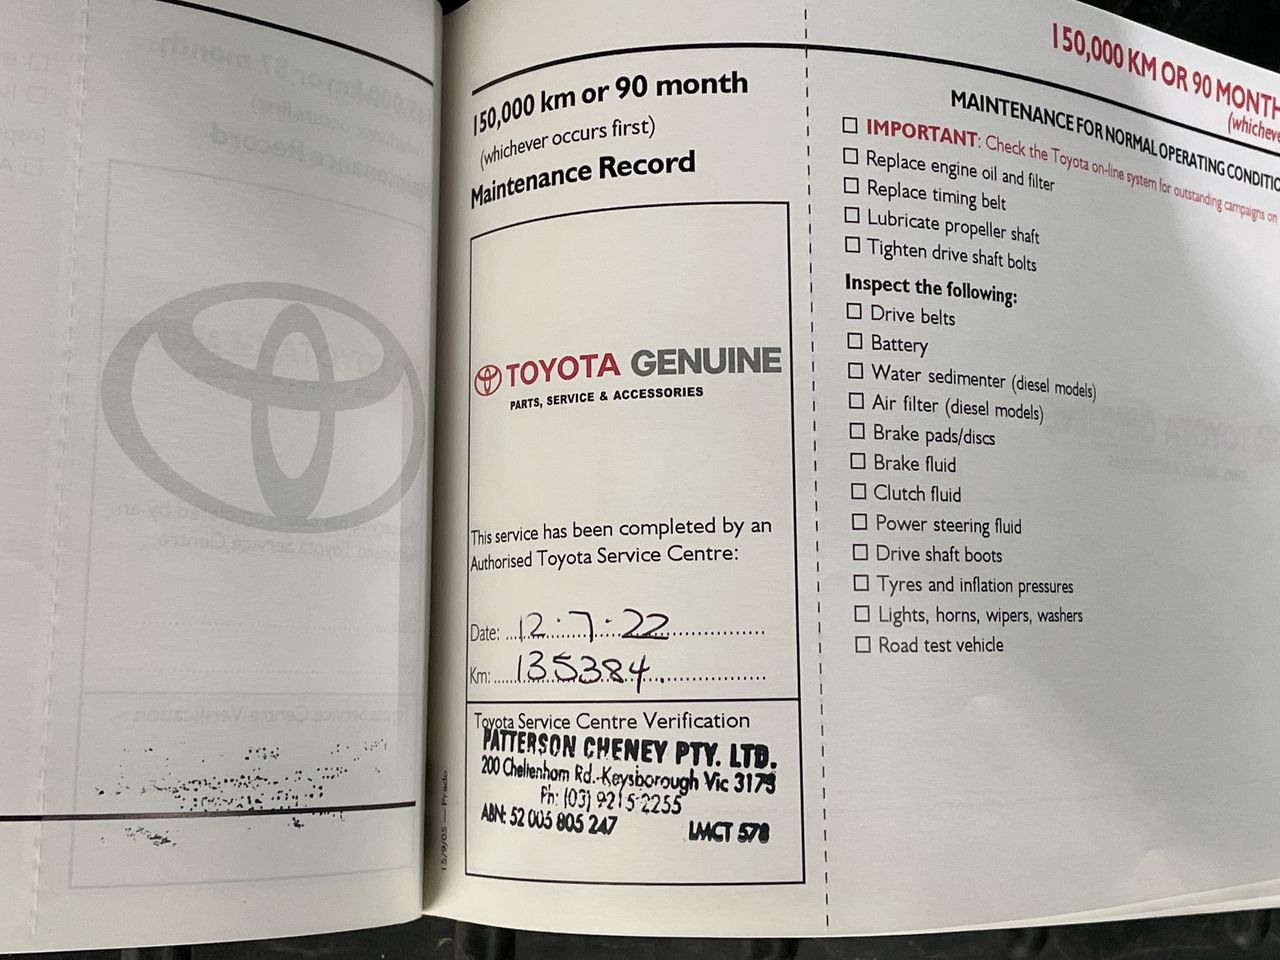 150,000 km or 90 month
(whichever occurs first)
Maintenance Record
TOYOTA GENUINE
PARTS, SERVICE & ACCESSORIES
This service has been completed by an
Authorised Toyota Service Centre:
Date: 12.7.22
Km: 135384
Toyota Service Centre Verification
PATTERSON CHENEY PTY. LTD.
200 Cheltenham Rd.-Keysborough Vic 3173
Ph: (03) 9215 2255
ABN: 52 005 805 247 LMCT 578
15/9/05 — Prado
150,000 KM OR 90 MONTH
(whicheve
MAINTENANCE FOR NORMAL OPERATING CONDITIO
☐ IMPORTANT: Check the Toyota on-line system for outstanding campaigns on
☐ Replace engine oil and filter
☐ Replace timing belt
☐ Lubricate propeller shaft
☐ Tighten drive shaft bolts
Inspect the following:
☐ Drive belts
☐ Battery
☐ Water sedimenter (diesel models)
☐ Air filter (diesel models)
☐ Brake pads/discs
☐ Brake fluid
☐ Clutch fluid
☐ Power steering fluid
☐ Drive shaft boots
☐ Tyres and inflation pressures
☐ Lights, horns, wipers, washers
☐ Road test vehicle